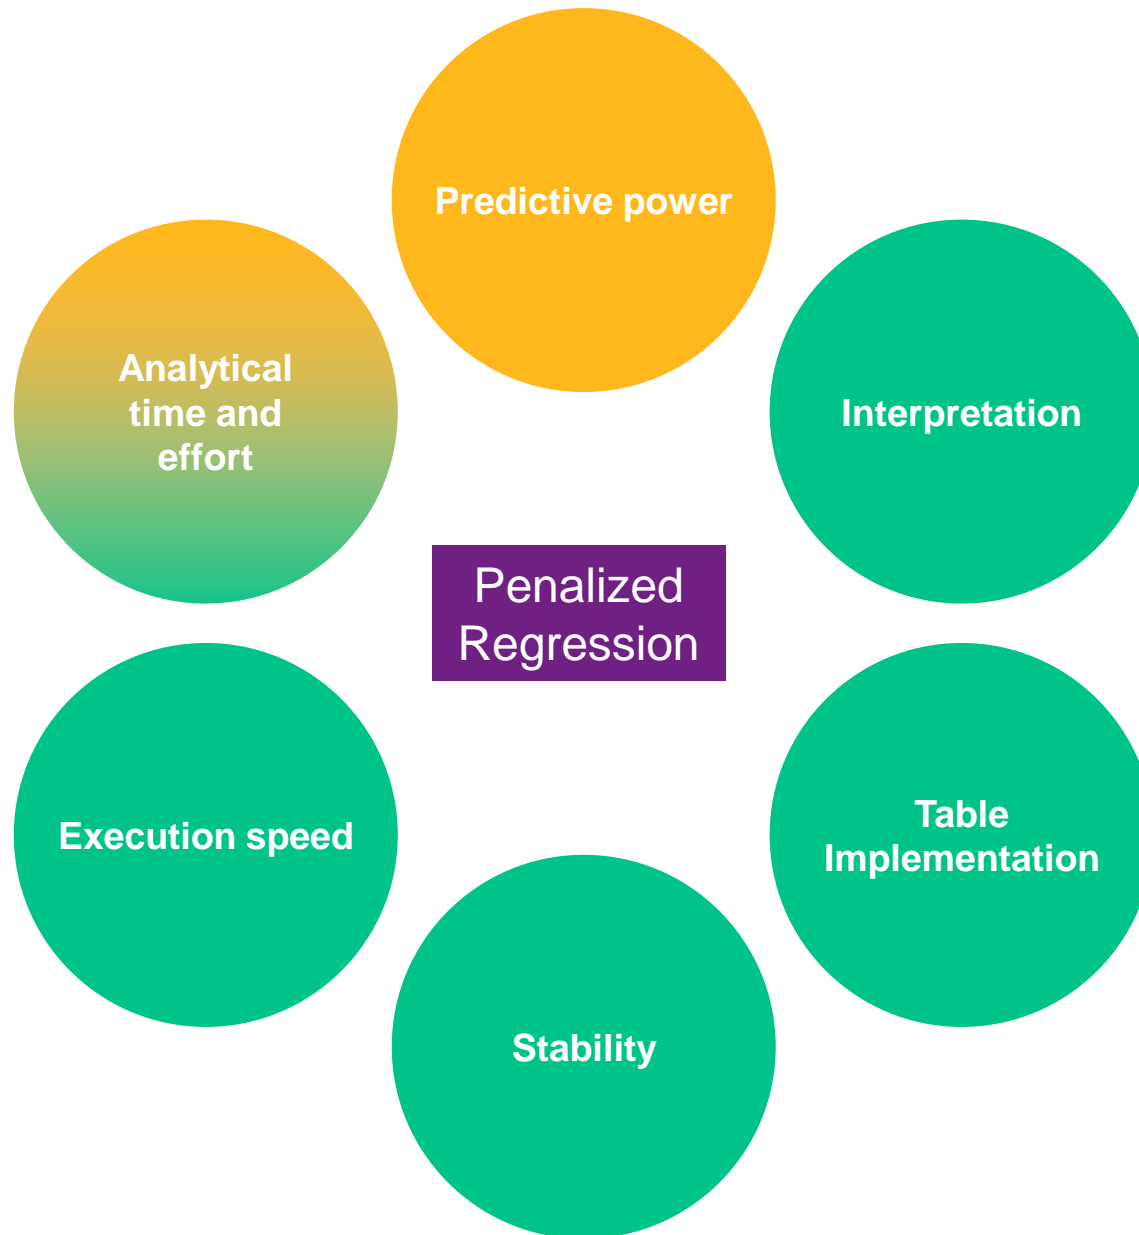 Predictive power
Analytical
time and
effort
Interpretation
Penalized
Regression
Execution speed
Table
Implementation
Stability